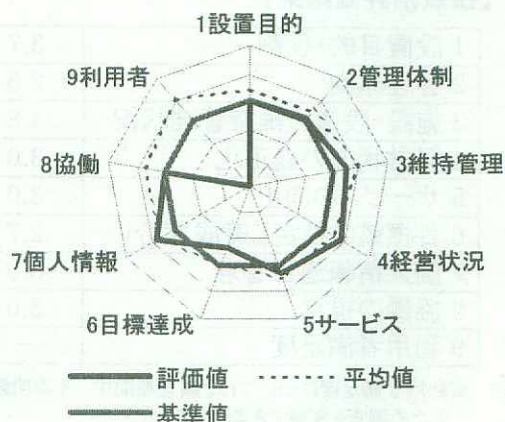 1設置目的
9利用者
2管理体制
8協働
3維持管理
7個人情報
4経営状況
6目標達成
5サービス
評価値
平均値
基準値